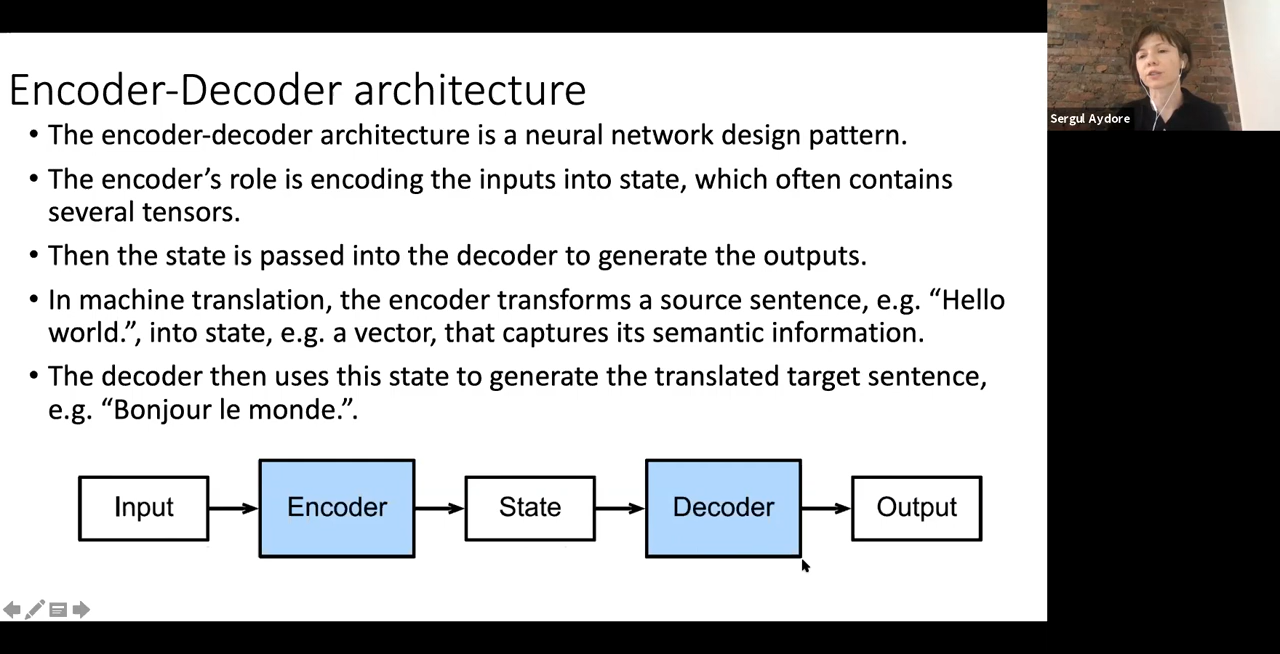 Encoder-Decoder architecture
• The encoder-decoder architecture is a neural network design pattern.
• The encoder’s role is encoding the inputs into state, which often contains
several tensors.
• Then the state is passed into the decoder to generate the outputs.
• In machine translation, the encoder transforms a source sentence, e.g. “Hello
world.”, into state, e.g. a vector, that captures its semantic information.
• The decoder then uses this state to generate the translated target sentence,
e.g. “Bonjour le monde.”.
Input
Encoder
State
Decoder
Output
Sergul Aydore